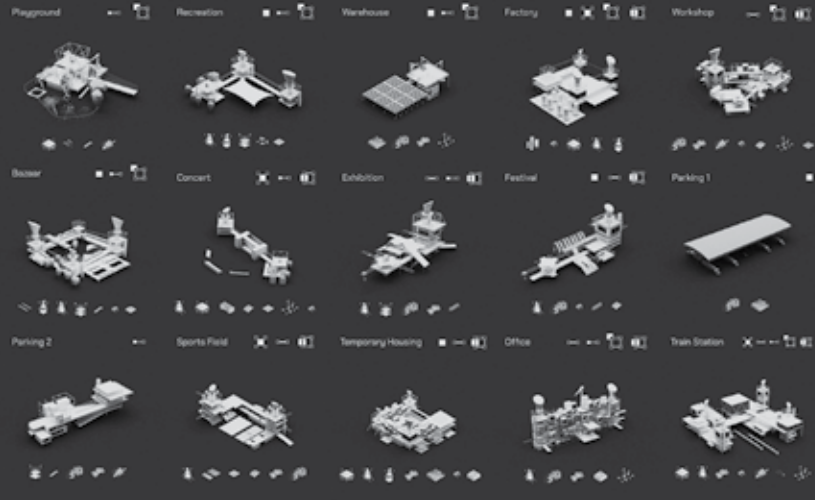 Playground
Recreation
Warehouse
Factory
Workshop
Bazaar
Concert
Exhibition
Festival
Parking 1
Parking 2
Sports Field
Temporary Housing
Office
Train Station